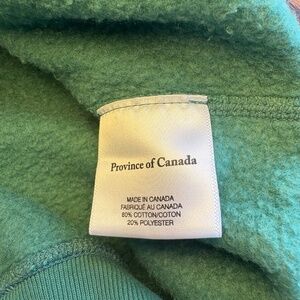 Province of Canada
MADE IN CANADA
FABRIQUÉ AU CANADA
80% COTTON/COTON
20% POLYESTER